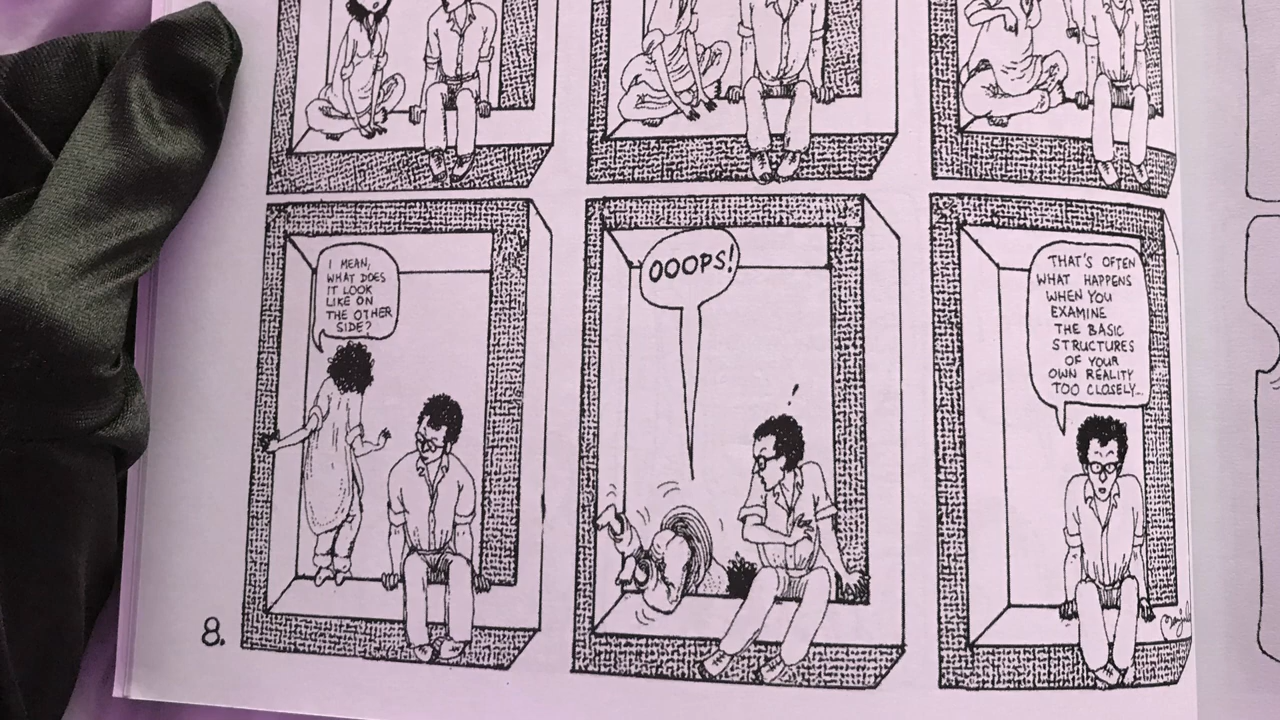 I MEAN,
WHAT DOES
IT LOOK
LIKE ON
THE OTHER
SIDE?
OOOPS!
THAT'S OFTEN
WHAT HAPPENS
WHEN YOU
EXAMINE
THE BASIC
STRUCTURES
OF YOUR
OWN REALITY
TOO CLOSELY...
8.